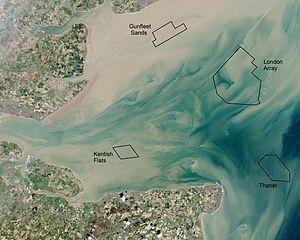 Gunfleet
Sands
London
Array
Kentish
Flats
Thanet